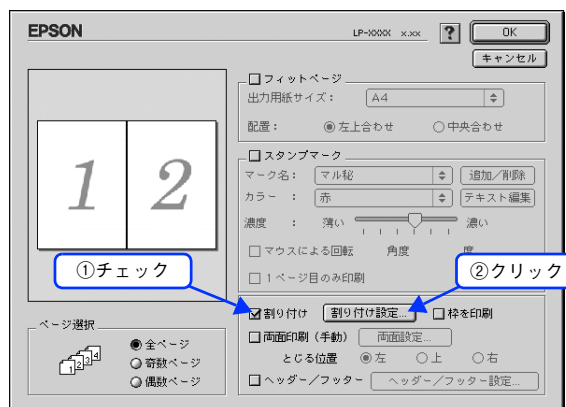 EPSON
LP-XXXX x.xx
?
OK
キャンセル
□フィットページ
出力用紙サイズ： A4
配置： ◉左上合わせ ○中央合わせ
□スタンプマーク
マーク名： マル秘 追加／削除
カラー ： 赤 テキスト編集
濃度 ： 薄い 濃い
□マウスによる回転 角度 度
□1ページ目のみ印刷
1 2
①チェック
②クリック
☑割り付け 割り付け設定... □枠を印刷
□両面印刷（手動） 両面設定...
とじる位置 ◉左 ○上 ○右
□ヘッダー／フッター ヘッダー／フッター設定...
ページ選択
1 2 3 4
◉全ページ
○奇数ページ
○偶数ページ